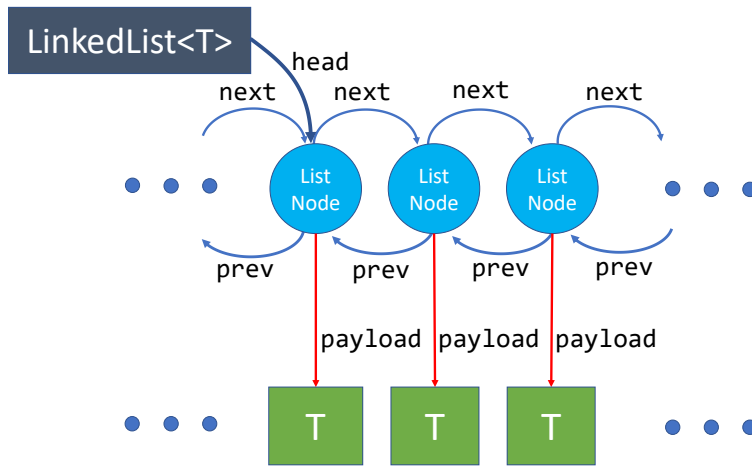 LinkedList<T>
head
next
next
next
next
List
Node
List
Node
List
Node
prev
prev
prev
prev
payload
payload
payload
T
T
T